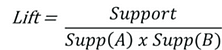 Lift = Support
Supp(A) x Supp(B)